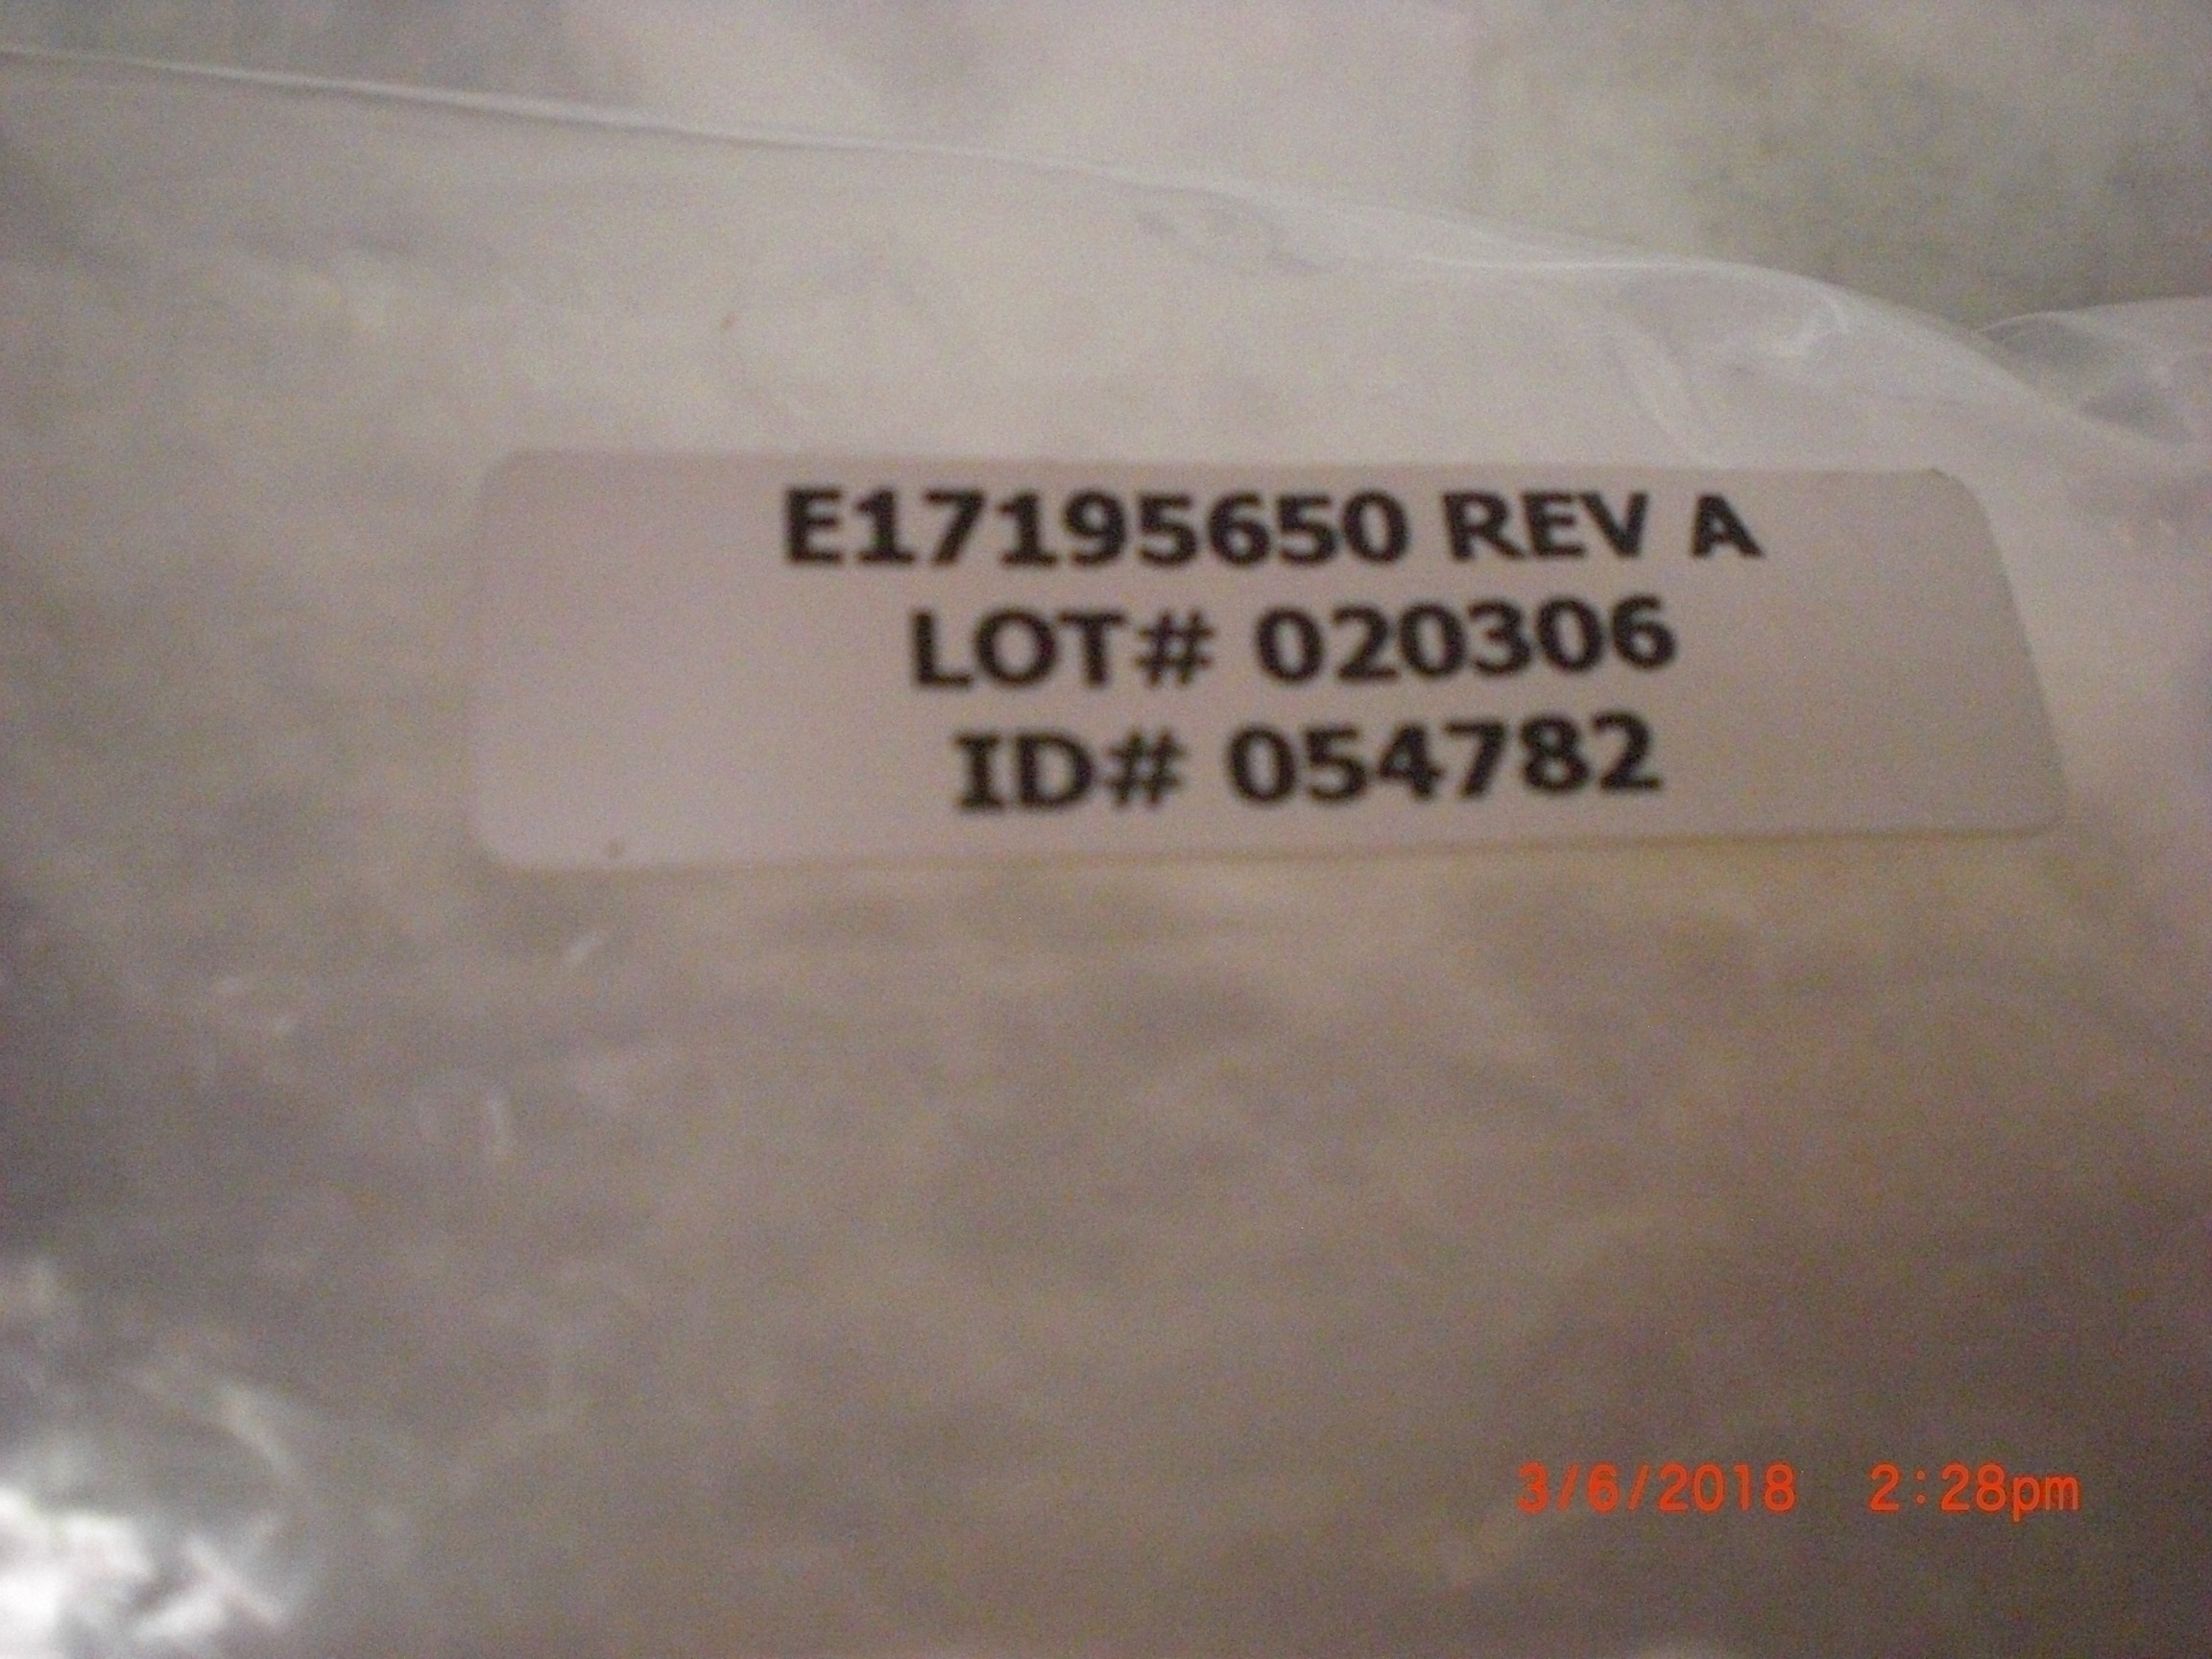 E17195650 REV A
LOT# 020306
ID# 054782
3/6/2018 2:28pm